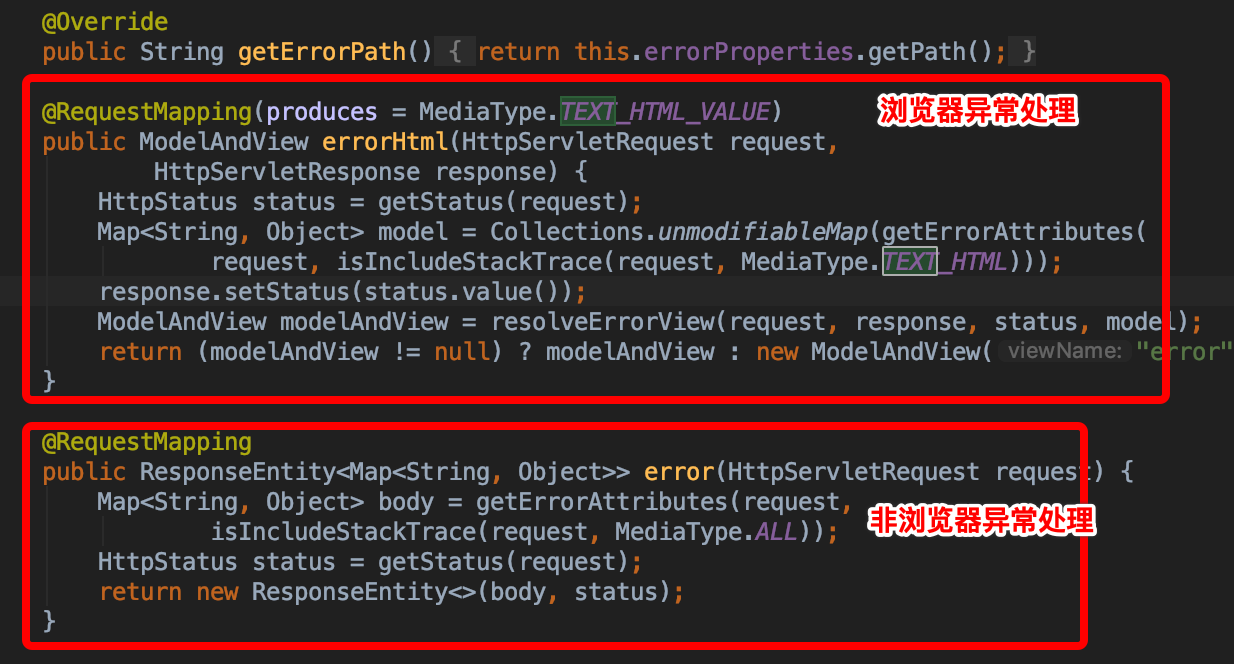 @Override
public String getErrorPath() { return this.errorProperties.getPath(); }
@RequestMapping(produces = MediaType.TEXT_HTML_VALUE)
浏览器异常处理
public ModelAndView errorHtml(HttpServletRequest request,
HttpServletResponse response) {
HttpStatus status = getStatus(request);
Map<String, Object> model = Collections.unmodifiableMap(getErrorAttributes(
request, isIncludeStackTrace(request, MediaType.TEXT_HTML)));
response.setStatus(status.value());
ModelAndView modelAndView = resolveErrorView(request, response, status, model);
return (modelAndView != null) ? modelAndView : new ModelAndView( viewName: "error"
}
@RequestMapping
public ResponseEntity<Map<String, Object>> error(HttpServletRequest request) {
Map<String, Object> body = getErrorAttributes(request,
isIncludeStackTrace(request, MediaType.ALL));
非浏览器异常处理
HttpStatus status = getStatus(request);
return new ResponseEntity<>(body, status);
}